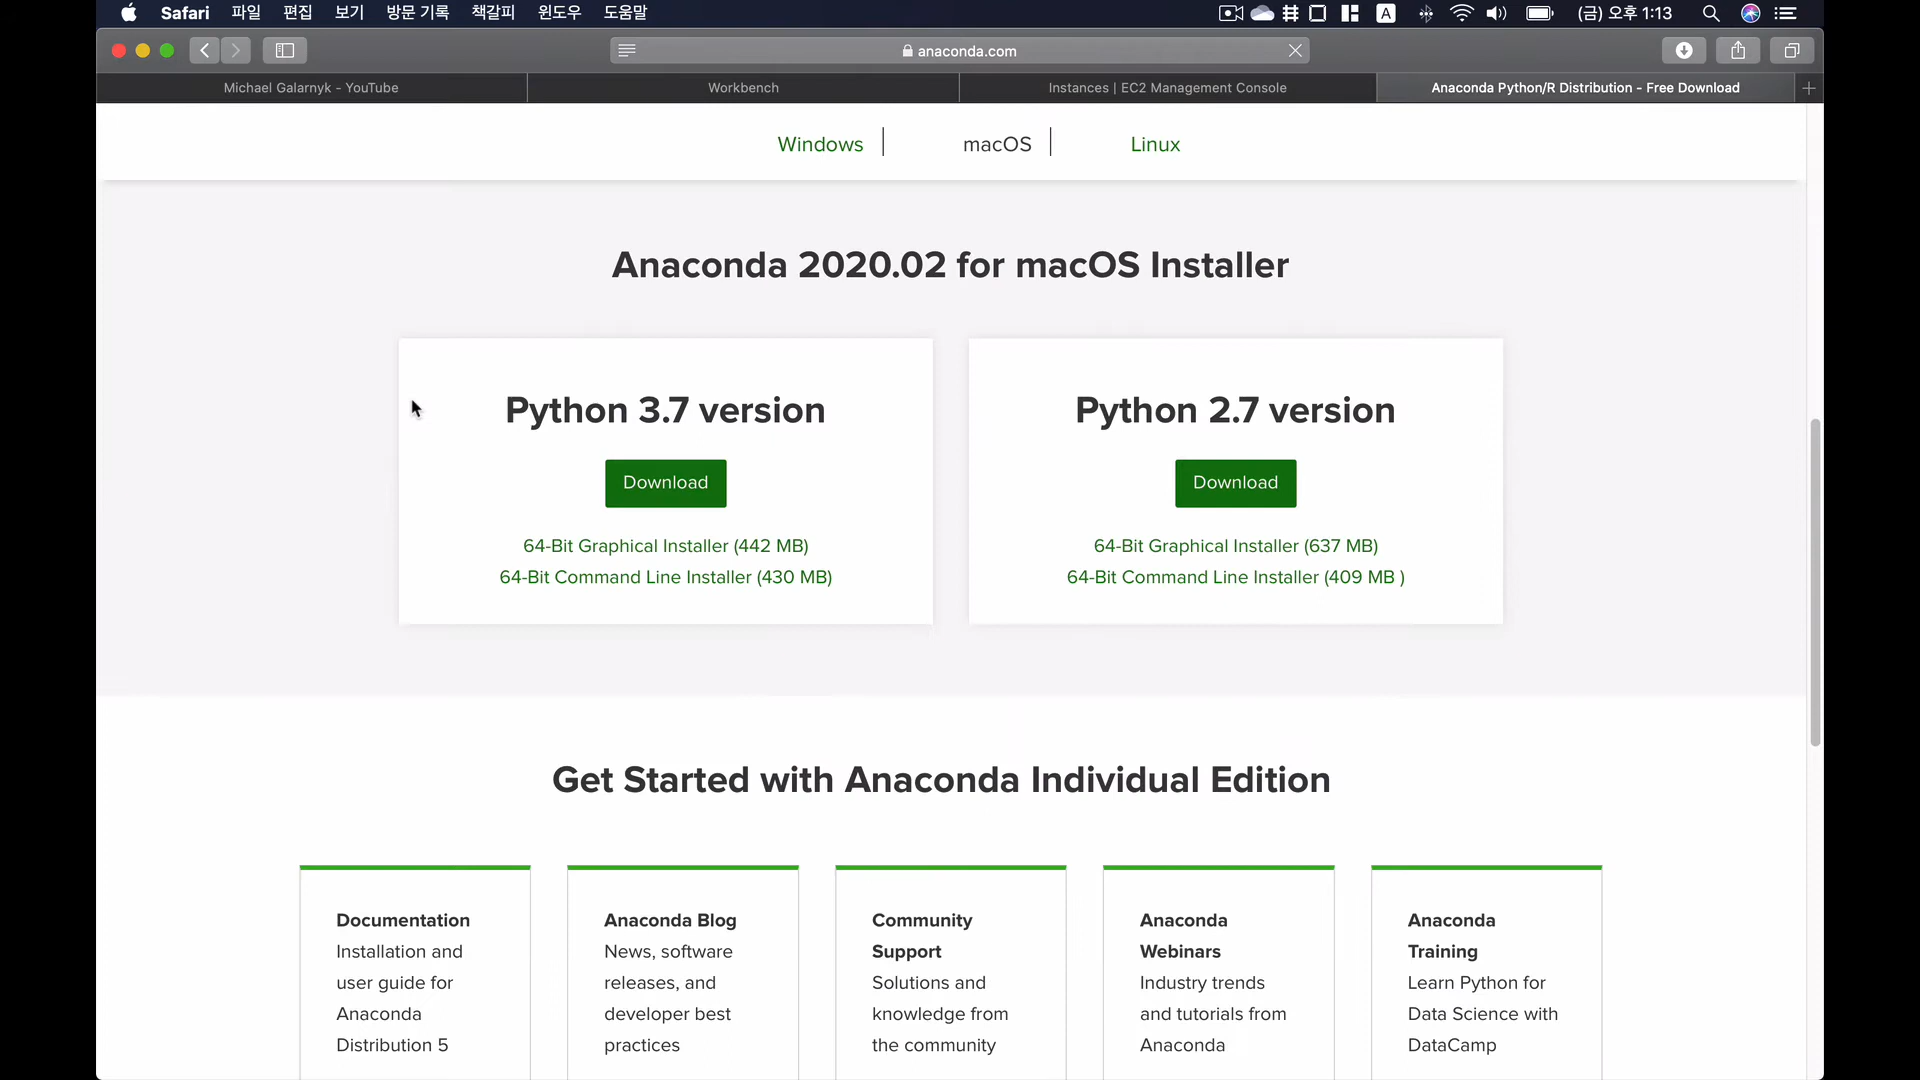 Safari 파일 편집 보기 방문 기록 책갈피 윈도우 도움말 A (금) 오후 1:13
anaconda.com
Michael Galarnyk - YouTube
Workbench
Instances | EC2 Management Console
Anaconda Python/R Distribution - Free Download
Windows
macOS
Linux
Anaconda 2020.02 for macOS Installer
Python 3.7 version
Download
64-Bit Graphical Installer (442 MB)
64-Bit Command Line Installer (430 MB)
Python 2.7 version
Download
64-Bit Graphical Installer (637 MB)
64-Bit Command Line Installer (409 MB )
Get Started with Anaconda Individual Edition
Documentation
Installation and
user guide for
Anaconda
Distribution 5
Anaconda Blog
News, software
releases, and
developer best
practices
Community
Support
Solutions and
knowledge from
the community
Anaconda
Webinars
Industry trends
and tutorials from
Anaconda
Anaconda
Training
Learn Python for
Data Science with
DataCamp